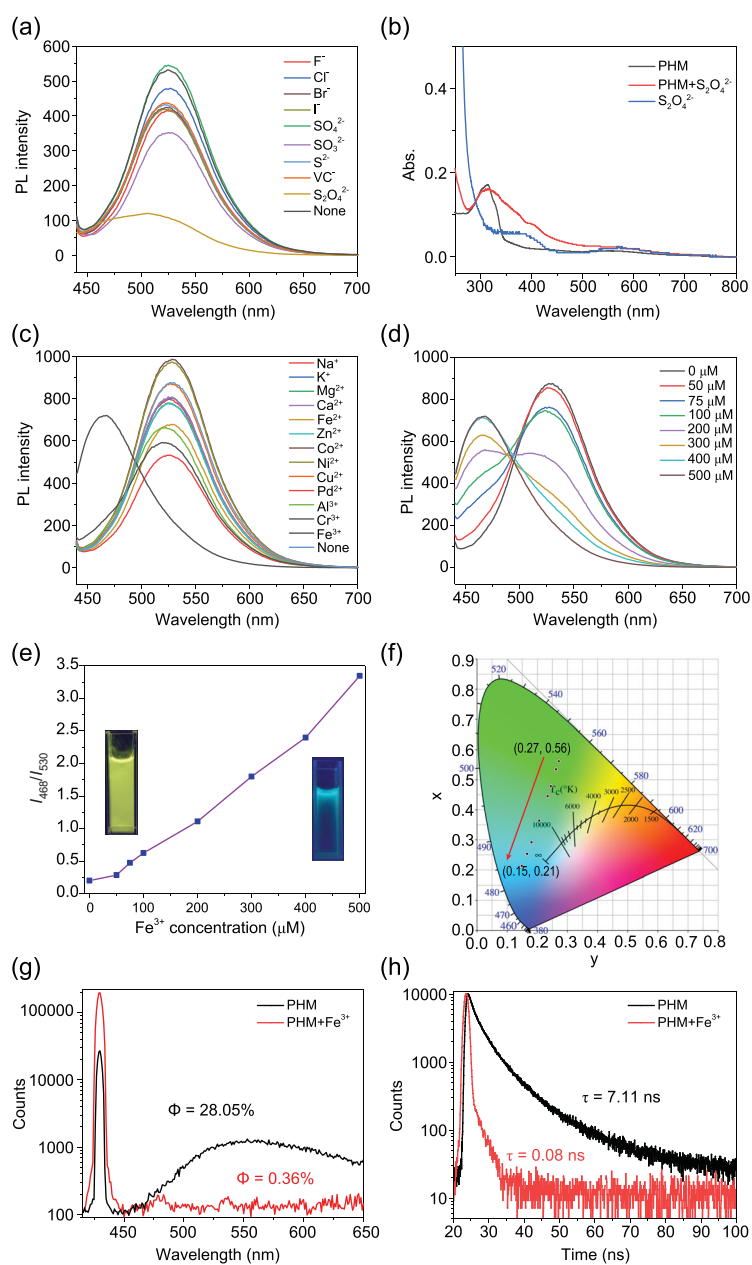 (a)
600
500
400
300
200
100
0
PL intensity
F⁻
Cl⁻
Br⁻
I⁻
SO₄²⁻
SO₃²⁻
S²⁻
VC⁻
S₂O₄²⁻
None
450 500 550 600 650 700
Wavelength (nm)
(b)
0.4
0.2
0.0
Abs.
PHM
PHM+S₂O₄²⁻
S₂O₄²⁻
300 400 500 600 700 800
Wavelength (nm)
(c)
1000
800
600
400
200
0
PL intensity
Na⁺
K⁺
Mg²⁺
Ca²⁺
Fe²⁺
Zn²⁺
Co²⁺
Ni²⁺
Cu²⁺
Pd²⁺
Al³⁺
Cr³⁺
Fe³⁺
None
450 500 550 600 650 700
Wavelength (nm)
(d)
1000
800
600
400
200
0
PL intensity
0 μM
50 μM
75 μM
100 μM
200 μM
300 μM
400 μM
500 μM
450 500 550 600 650 700
Wavelength (nm)
(e)
3.5
3.0
2.5
2.0
1.5
1.0
0.5
0.0
I₄₆₈/I₅₃₀
0 100 200 300 400 500
Fe³⁺ concentration (μM)
(f)
0.9
0.8
0.7
0.6
0.5
0.4
0.3
0.2
0.1
0.0
x
520
540
560
500
580
600
620
700
490
480
470
460
380
(0.27, 0.56)
T_C(°K)
10000
6000
4000
3000
2500
2000
1500
∞
(0.15, 0.21)
0.0 0.1 0.2 0.3 0.4 0.5 0.6 0.7 0.8
y
(g)
100000
10000
1000
100
Counts
PHM
PHM+Fe³⁺
Φ = 28.05%
Φ = 0.36%
450 500 550 600 650
Wavelength (nm)
(h)
10000
1000
100
10
Counts
PHM
PHM+Fe³⁺
τ = 7.11 ns
τ = 0.08 ns
20 30 40 50 60 70 80 90 100
Time (ns)